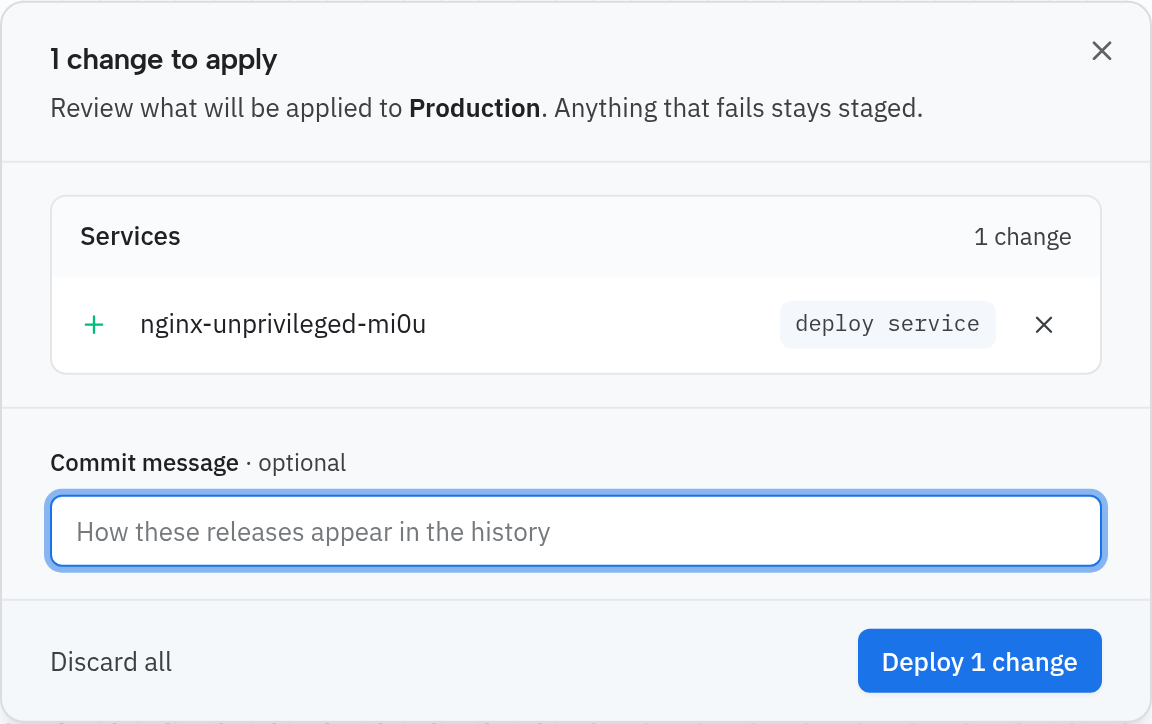 1 change to apply
Review what will be applied to Production. Anything that fails stays staged.
Services
1 change
nginx-unprivileged-mi0u
deploy service
Commit message · optional
How these releases appear in the history
Discard all
Deploy 1 change